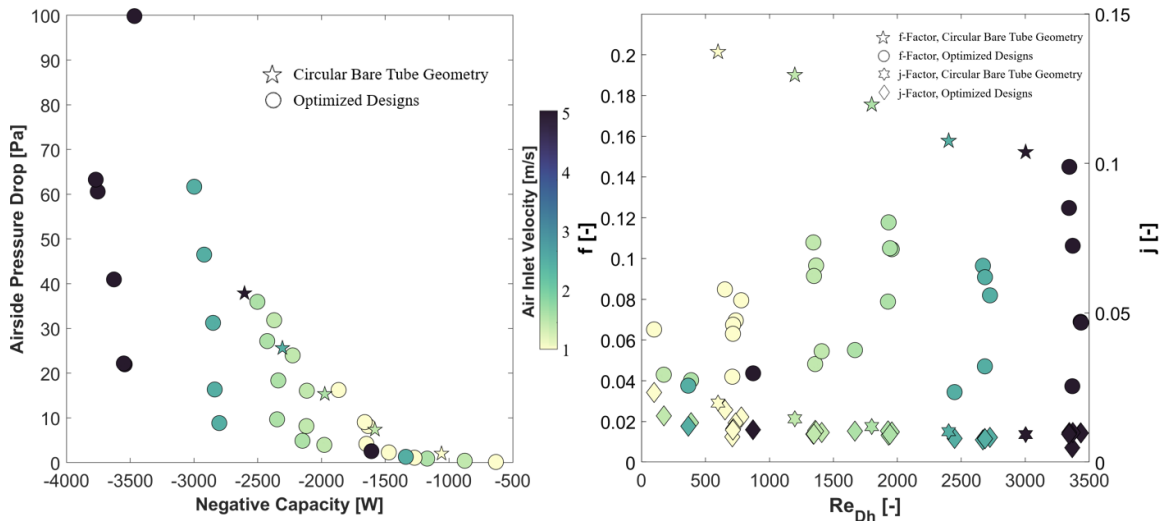 100
90
80
70
60
50
40
30
20
10
0
Airside Pressure Drop [Pa]
Circular Bare Tube Geometry
Optimized Designs
-4000 -3500 -3000 -2500 -2000 -1500 -1000 -500
Negative Capacity [W]
5
4
3
2
1
Air Inlet Velocity [m/s]
0.2
0.18
0.16
0.14
0.12
0.1
0.08
0.06
0.04
0.02
0
f [-]
f-Factor, Circular Bare Tube Geometry
f-Factor, Optimized Designs
j-Factor, Circular Bare Tube Geometry
j-Factor, Optimized Designs
0.15
0.1
0.05
0
j [-]
0 500 1000 1500 2000 2500 3000 3500
Re_Dh [-]